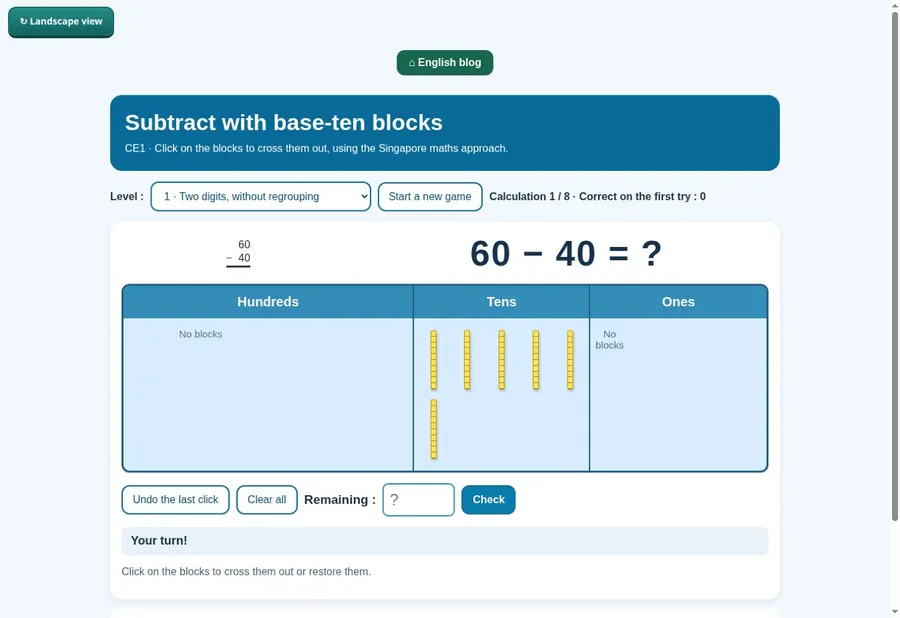 ↻ Landscape view
⌂ English blog
Subtract with base-ten blocks
CE1 · Click on the blocks to cross them out, using the Singapore maths approach.
Level : 1 · Two digits, without regrouping Start a new game Calculation 1 / 8 · Correct on the first try : 0
60
− 40
60 − 40 = ?
Hundreds Tens Ones
No blocks
No
blocks
Undo the last click Clear all Remaining : ? Check
Your turn!
Click on the blocks to cross them out or restore them.